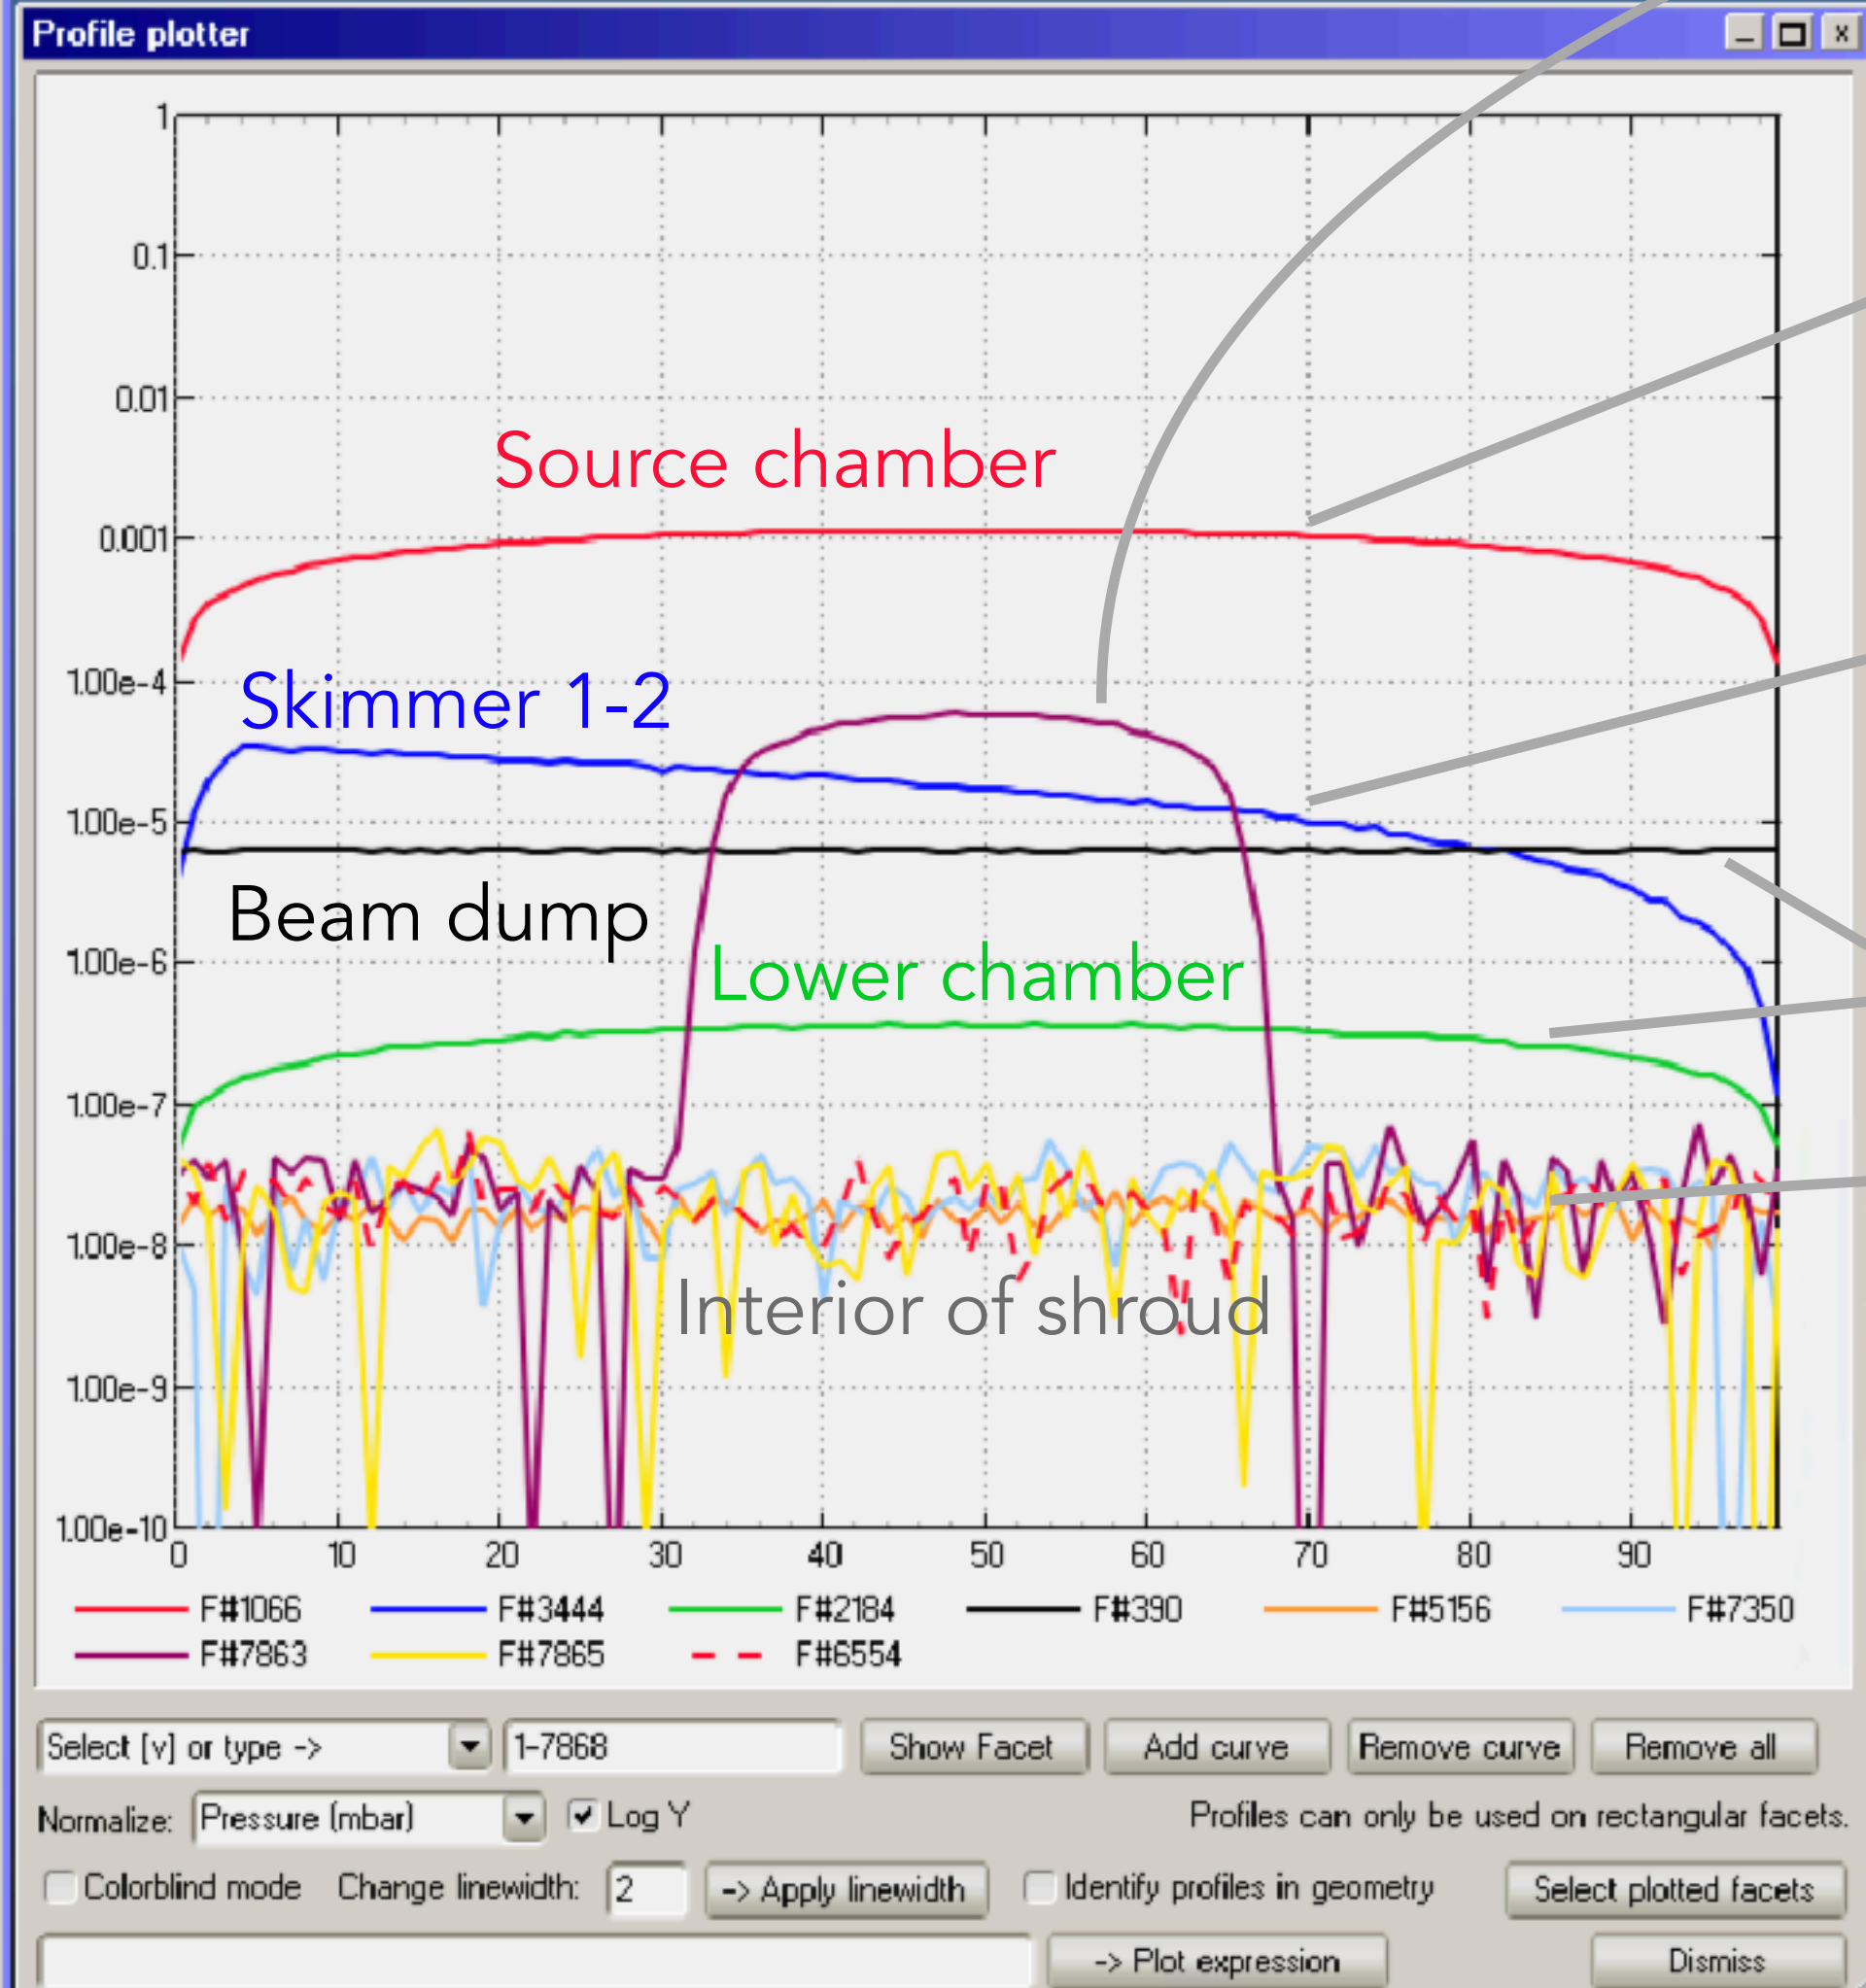 Profile plotter
1
0.1
0.01
Source chamber
0.001
1.00e-4
Skimmer 1-2
1.00e-5
Beam dump
1.00e-6
Lower chamber
1.00e-7
1.00e-8
Interior of shroud
1.00e-9
1.00e-10
0 10 20 30 40 50 60 70 80 90
F#1066 F#3444 F#2184 F#390 F#5156 F#7350
F#7863 F#7865 F#6554
Select [v] or type -> 1-7868 Show Facet Add curve Remove curve Remove all
Normalize: Pressure (mbar) Log Y Profiles can only be used on rectangular facets.
Colorblind mode Change linewidth: 2 -> Apply linewidth Identify profiles in geometry Select plotted facets
-> Plot expression Dismiss